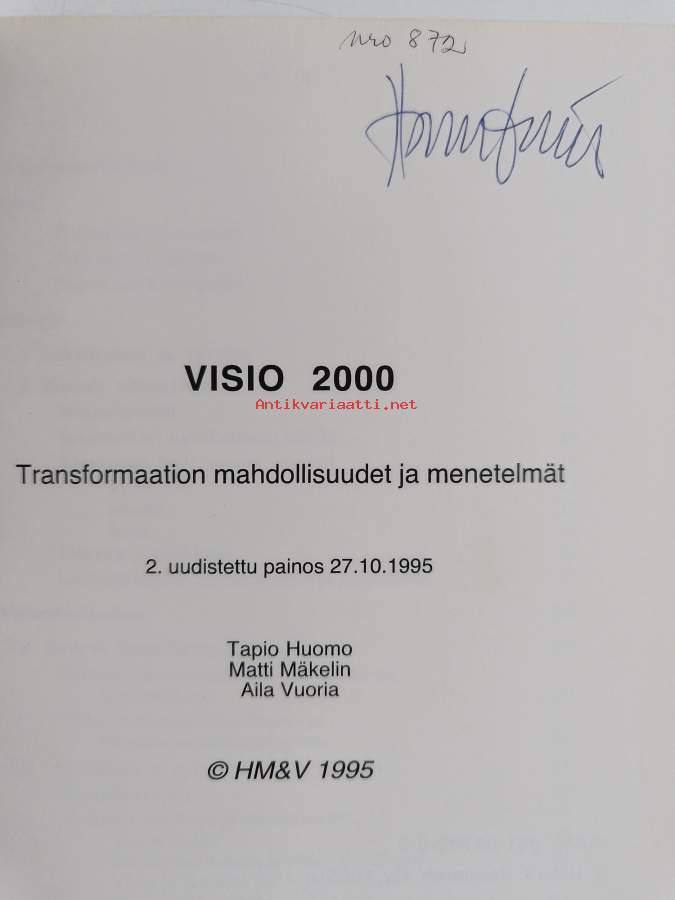 nro 872
VISIO 2000
Antikvariaatti.net
Transformaation mahdollisuudet ja menetelmät
2. uudistettu painos 27.10.1995
Tapio Huomo
Matti Mäkelin
Aila Vuoria
© HM&V 1995